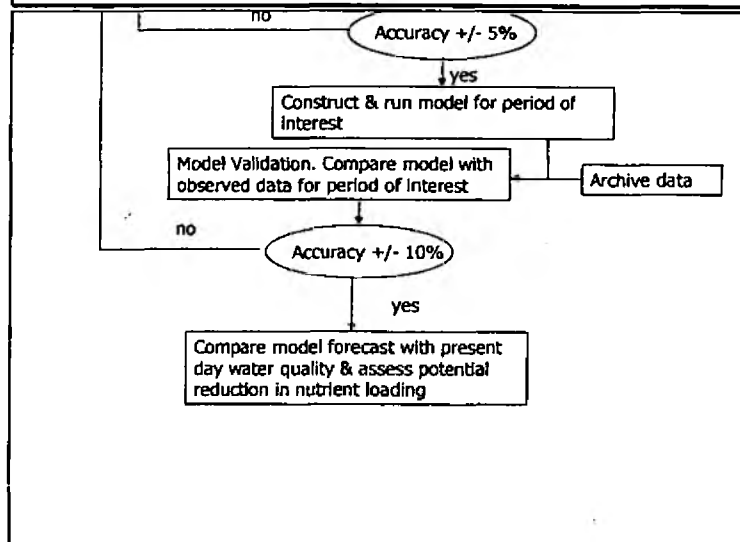 no
Accuracy +/- 5%
yes
Construct & run model for period of
interest
Model Validation. Compare model with
observed data for period of interest
Archive data
no
Accuracy +/- 10%
yes
Compare model forecast with present
day water quality & assess potential
reduction in nutrient loading